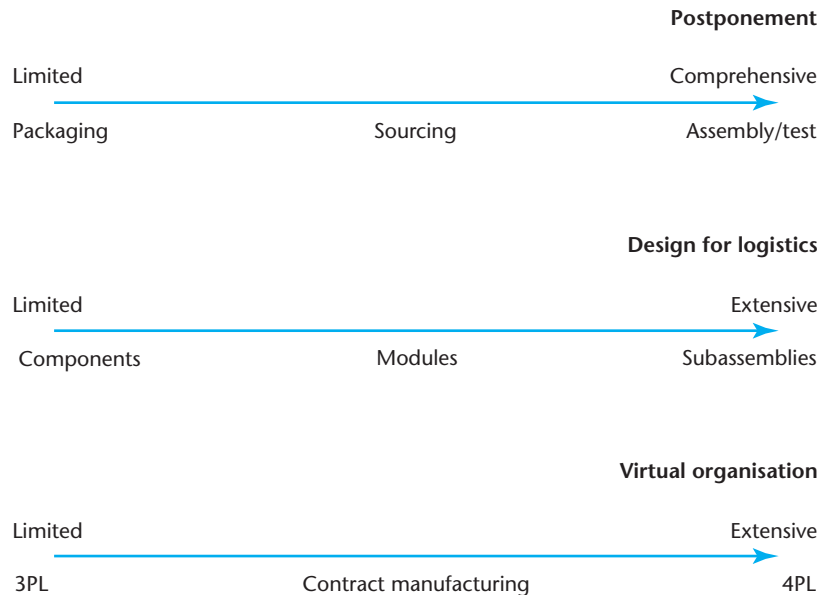 Postponement
Limited Comprehensive
Packaging Sourcing Assembly/test
Design for logistics
Limited Extensive
Components Modules Subassemblies
Virtual organisation
Limited Extensive
3PL Contract manufacturing 4PL